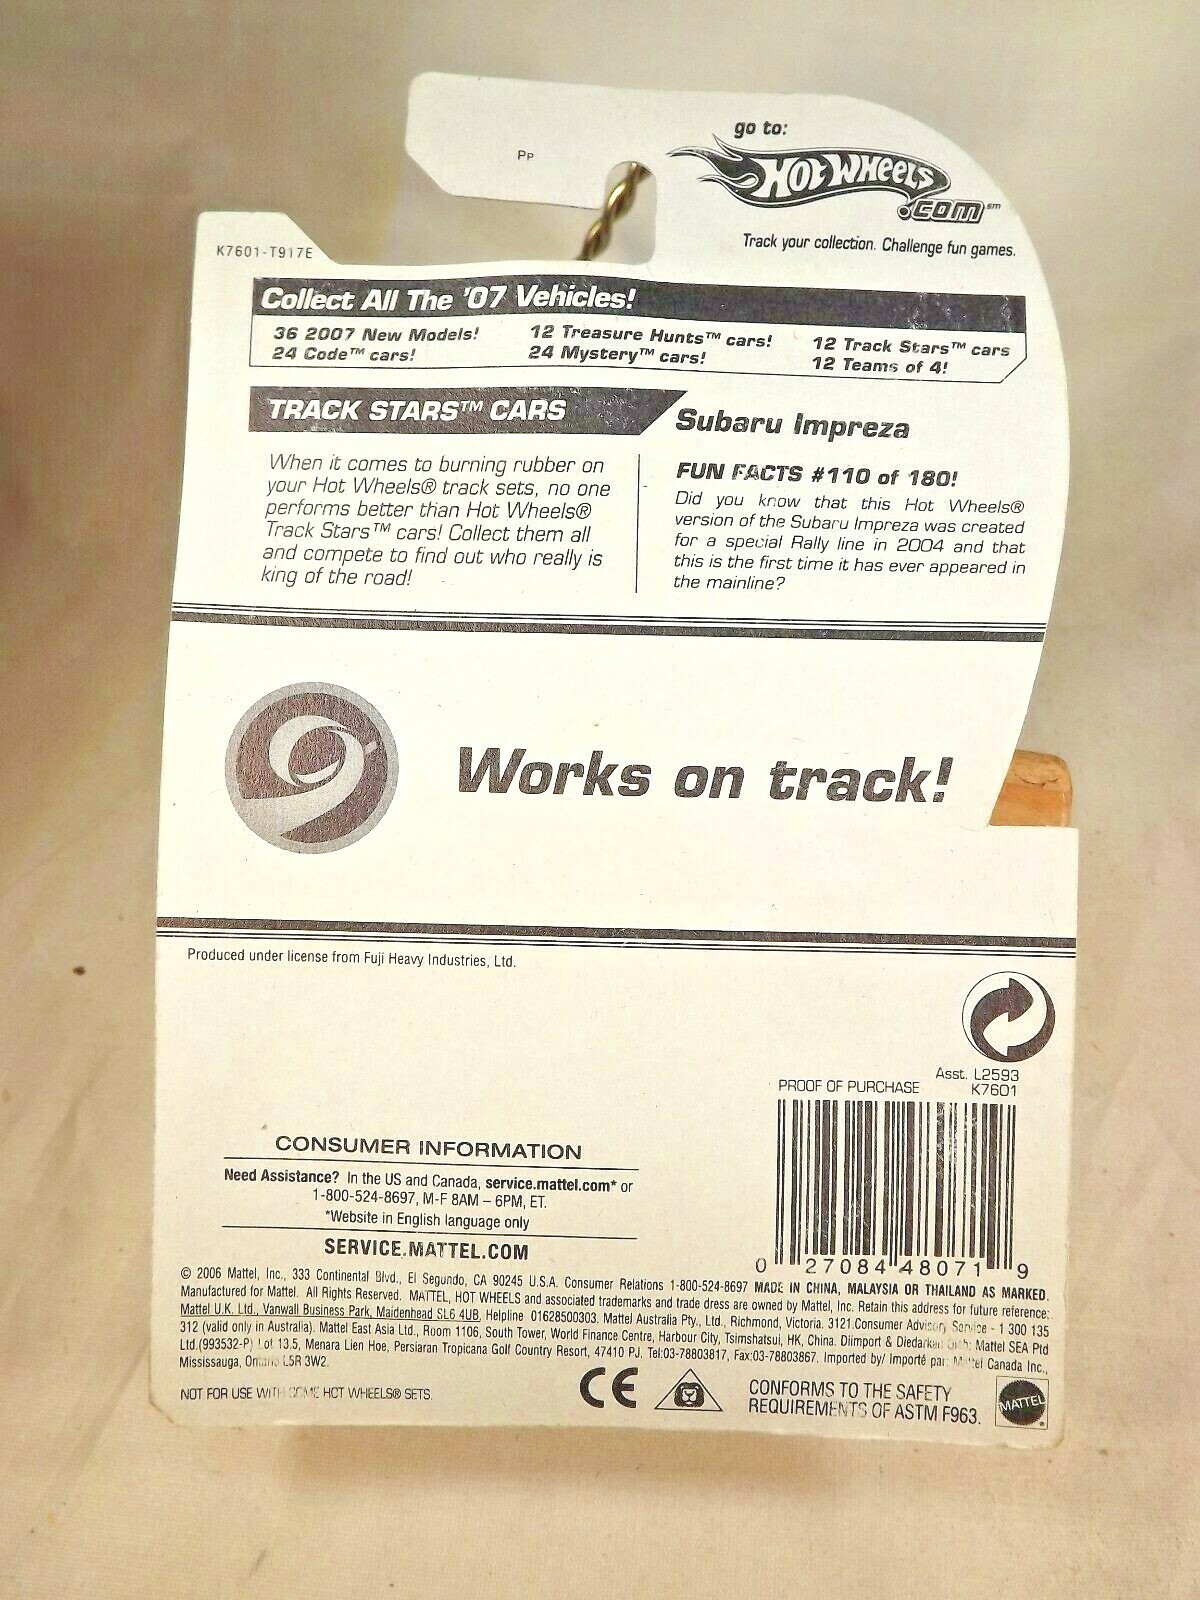 go to:
Hot Wheels
.com℠
Track your collection. Challenge fun games.
PP
K7601-T917E
Collect All The '07 Vehicles!
36 2007 New Models!
24 Code™ cars!
12 Treasure Hunts™ cars!
24 Mystery™ cars!
12 Track Stars™ cars
12 Teams of 4!
TRACK STARS™ CARS
When it comes to burning rubber on
your Hot Wheels® track sets, no one
performs better than Hot Wheels®
Track Stars™ cars! Collect them all
and compete to find out who really is
king of the road!
Subaru Impreza
FUN FACTS #110 of 180!
Did you know that this Hot Wheels®
version of the Subaru Impreza was created
for a special Rally line in 2004 and that
this is the first time it has ever appeared in
the mainline?
Works on track!
Produced under license from Fuji Heavy Industries, Ltd.
Asst. L2593
PROOF OF PURCHASE K7601
0 27084 48071 9
CONSUMER INFORMATION
Need Assistance? In the US and Canada, service.mattel.com* or
1-800-524-8697, M-F 8AM – 6PM, ET.
*Website in English language only
SERVICE.MATTEL.COM
© 2006 Mattel, Inc., 333 Continental Blvd., El Segundo, CA 90245 U.S.A. Consumer Relations 1-800-524-8697 MADE IN CHINA, MALAYSIA OR THAILAND AS MARKED.
Manufactured for Mattel. All Rights Reserved. MATTEL, HOT WHEELS and associated trademarks and trade dress are owned by Mattel, Inc. Retain this address for future reference:
Mattel U.K. Ltd., Vanwall Business Park, Maidenhead SL6 4UB, Helpline 01628500303. Mattel Australia Pty., Ltd., Richmond, Victoria. 3121.Consumer Advisory Service - 1 300 135
312 (valid only in Australia). Mattel East Asia Ltd., Room 1106, South Tower, World Finance Centre, Harbour City, Tsimshatsui, HK, China. Diimport & Diedarkan Oleh: Mattel SEA Ptd
Ltd.(993532-P) Lot 13.5, Menara Lien Hoe, Persiaran Tropicana Golf Country Resort, 47410 PJ. Tel:03-78803817, Fax:03-78803867. Imported by/ Importé par: Mattel Canada Inc.,
Mississauga, Ontario L5R 3W2.
NOT FOR USE WITH SOME HOT WHEELS® SETS.
CE
CONFORMS TO THE SAFETY
REQUIREMENTS OF ASTM F963.
MATTEL